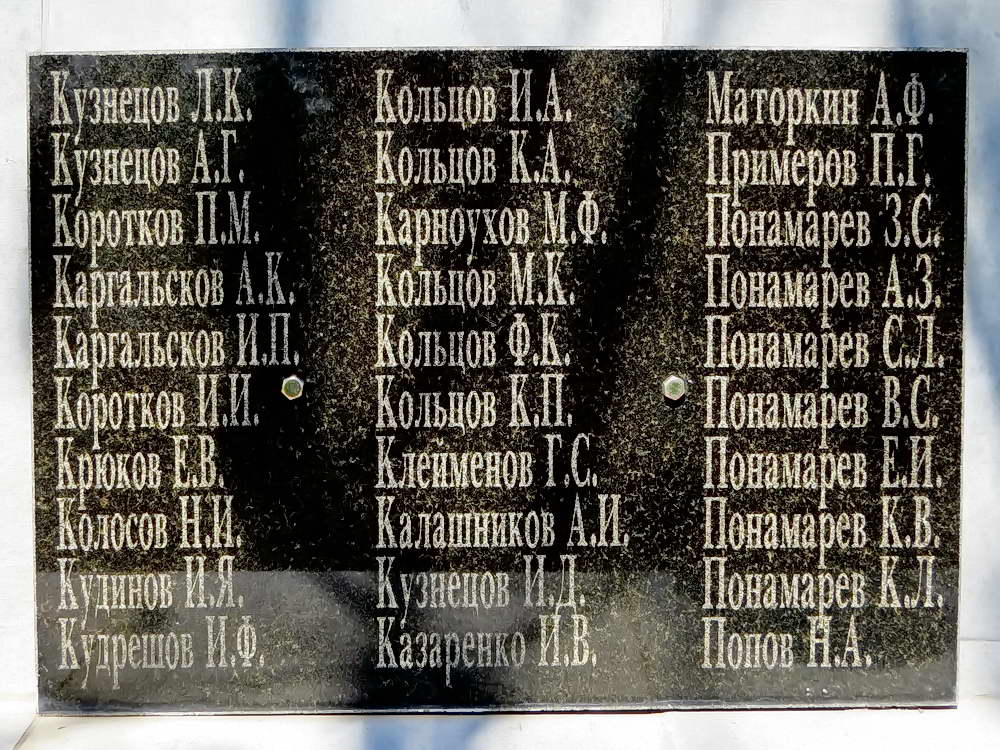 Кузнецов Л.К.
Кузнецов А.Г.
Коротков П.М.
Каргальсков А.К.
Каргальсков И.П.
Коротков И.И.
Крюков Е.В.
Колосов Н.И.
Кудинов И.Я.
Кудрешов И.Ф.
Кольцов И.А.
Кольцов К.А.
Карноухов М.Ф.
Кольцов М.К.
Кольцов Ф.К.
Кольцов К.П.
Клейменов Г.С.
Калашников А.И.
Кузнецов И.Д.
Казаренко И.В.
Маторкин А.Ф.
Примеров П.Г.
Понамарев З.С.
Понамарев А.З.
Понамарев С.Л.
Понамарев В.С.
Понамарев Е.И.
Понамарев К.В.
Понамарев К.Л.
Попов Н.А.